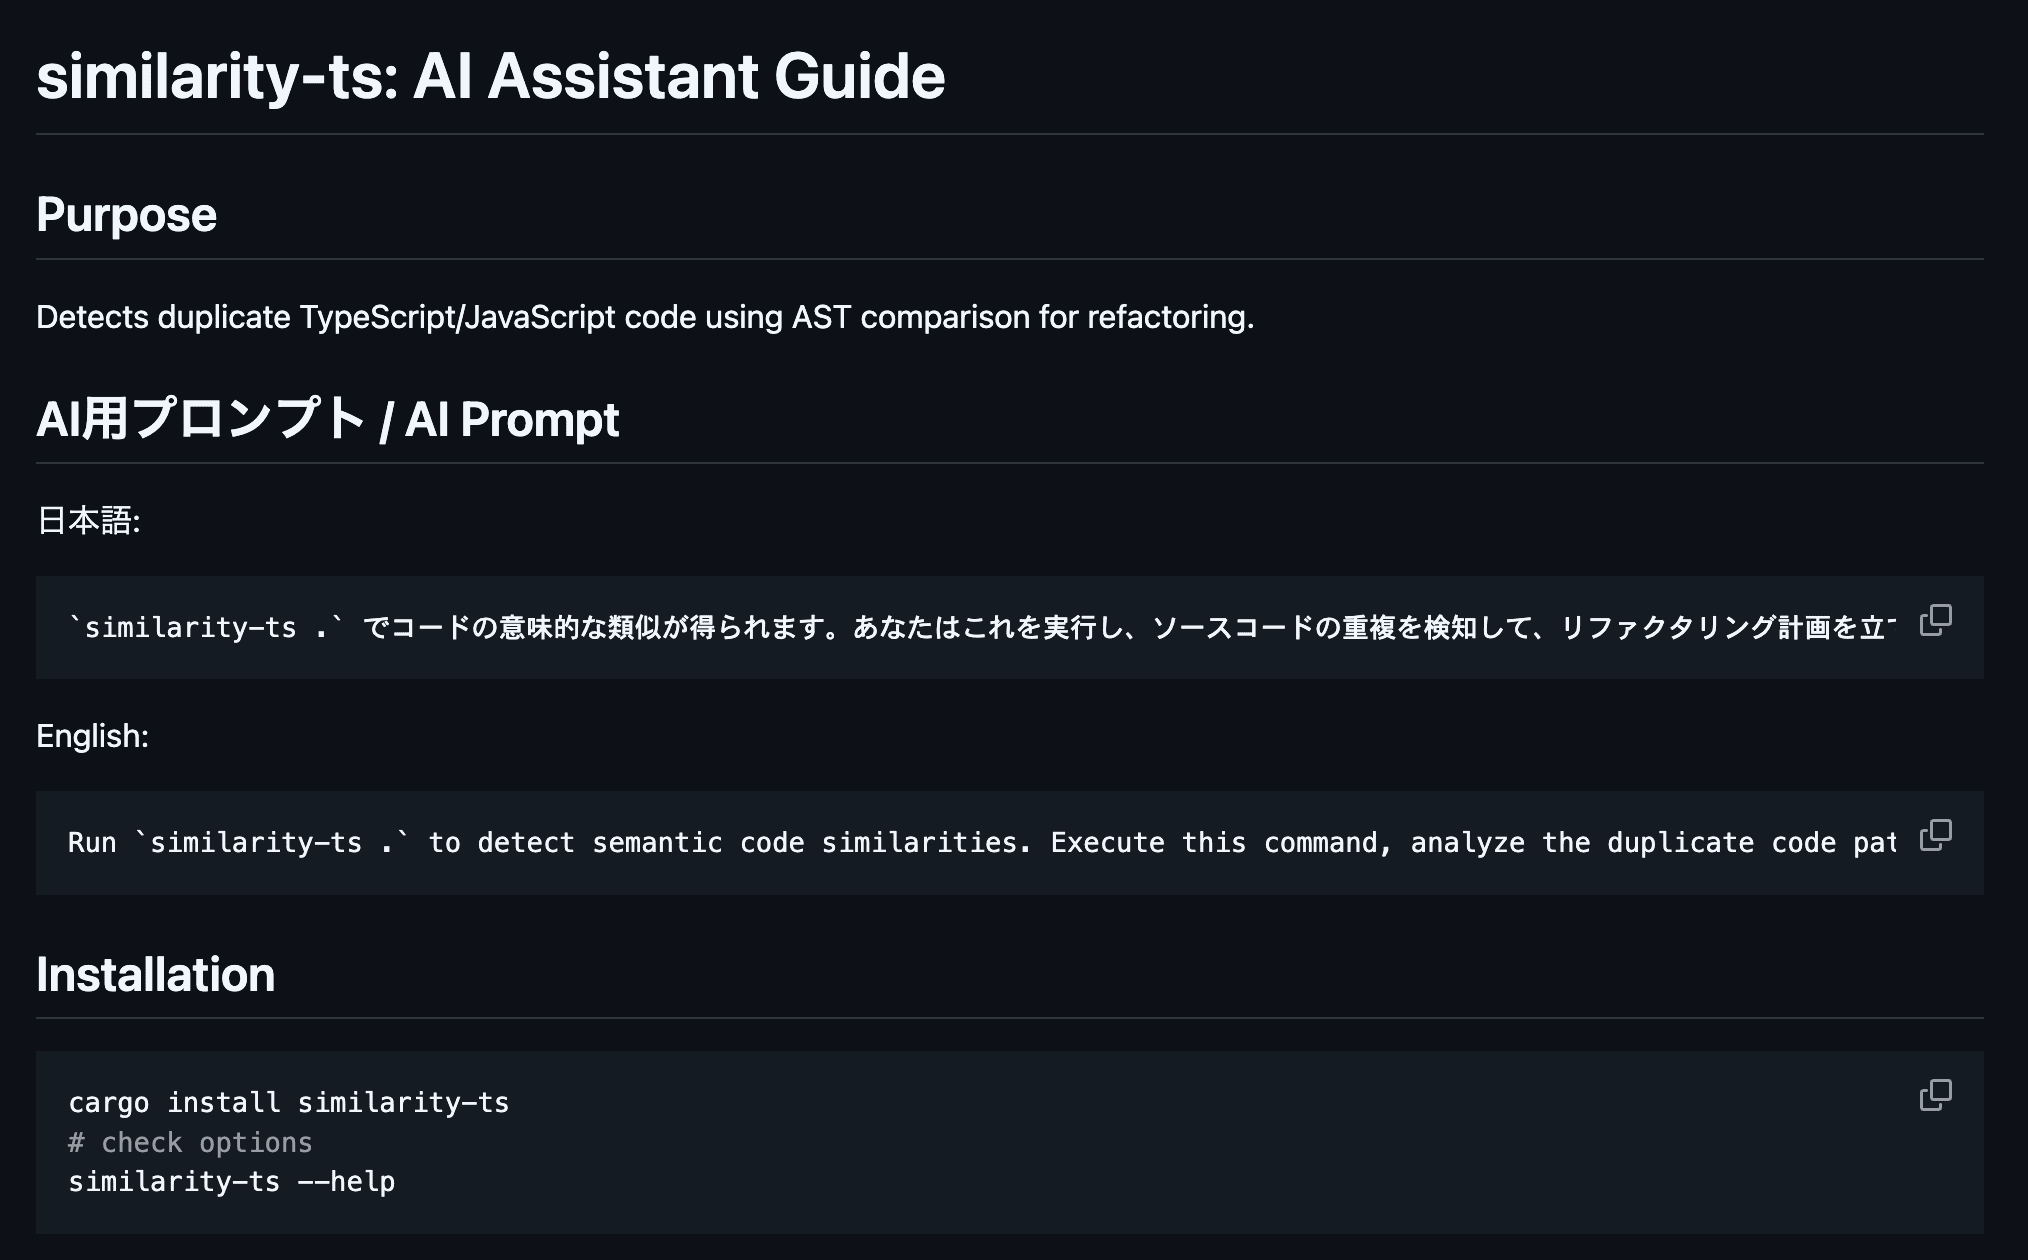 similarity-ts: AI Assistant Guide
Purpose
Detects duplicate TypeScript/JavaScript code using AST comparison for refactoring.
AI用プロンプト / AI Prompt
日本語:
`similarity-ts .` でコードの意味的な類似が得られます。あなたはこれを実行し、ソースコードの重複を検知して、リファクタリング計画を立
English:
Run `similarity-ts .` to detect semantic code similarities. Execute this command, analyze the duplicate code pat
Installation
cargo install similarity-ts
# check options
similarity-ts --help